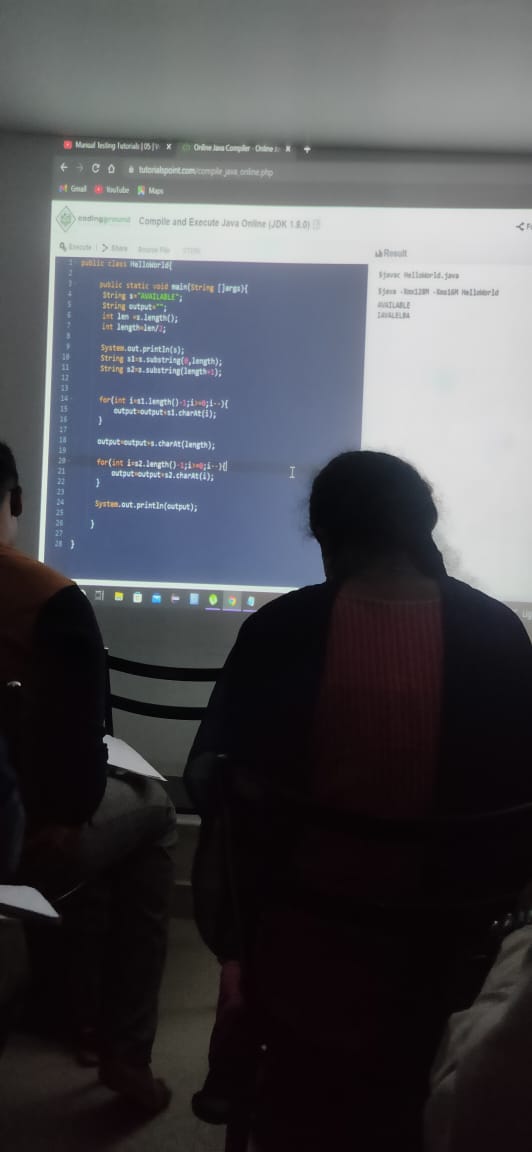 Manual Testing Tutorials | 05 |
Online Java Compiler - Online
tutorialspoint.com/compile_java_online.php
Gmail
YouTube
Maps
codingground
Compile and Execute Java Online (JDK 1.8.0)
Execute | Share
Source File
STDIN
Result
1 public class HelloWorld{
2
3 public static void main(String []args){
4 String s="AVAILABLE";
5 String output="";
6 int len =s.length();
7 int length=len/2;
8
9 System.out.println(s);
10 String s1=s.substring(0,length);
11 String s2=s.substring(length+1);
12
13
14 for(int i=s1.length()-1;i>=0;i--){
15 output=output+s1.charAt(i);
16 }
17
18 output=output+s.charAt(length);
19
20 for(int i=s2.length()-1;i>=0;i--){
21 output=output+s2.charAt(i);
22 }
23
24 System.out.println(output);
25
26 }
27
28 }
$javac HelloWorld.java
$java -Xmx128M -Xms16M HelloWorld
AVAILABLE
IAVALELBA